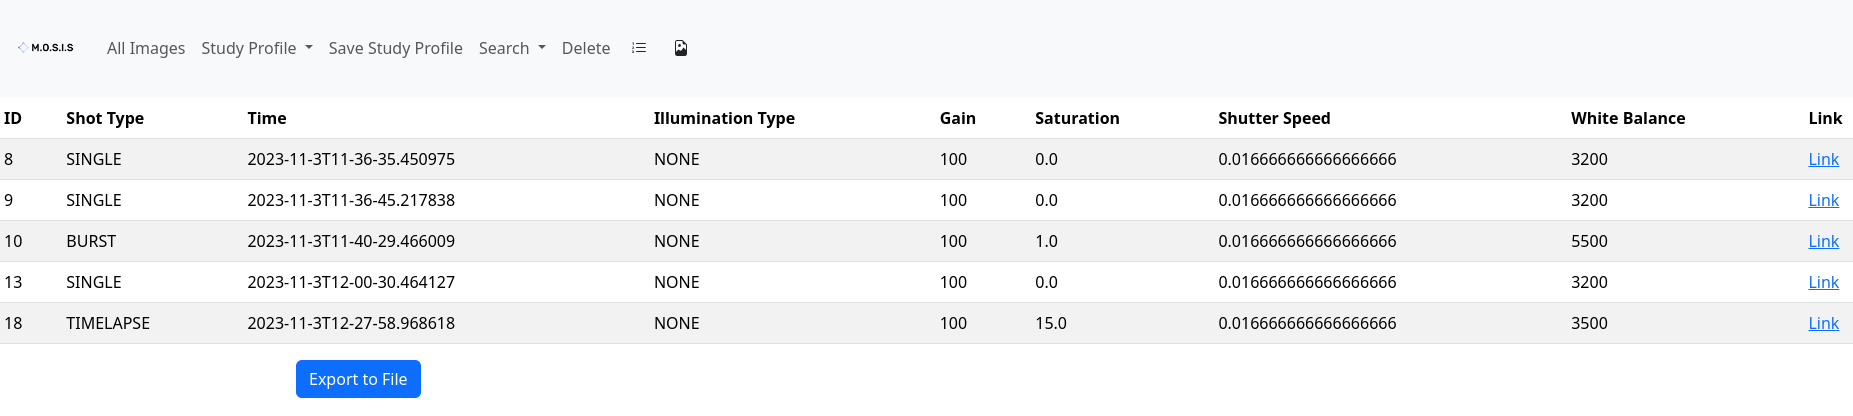 M.O.S.I.S All Images Study Profile Save Study Profile Search Delete
ID Shot Type Time Illumination Type Gain Saturation Shutter Speed White Balance Link
8 SINGLE 2023-11-3T11-36-35.450975 NONE 100 0.0 0.016666666666666666 3200 Link
9 SINGLE 2023-11-3T11-36-45.217838 NONE 100 0.0 0.016666666666666666 3200 Link
10 BURST 2023-11-3T11-40-29.466009 NONE 100 1.0 0.016666666666666666 5500 Link
13 SINGLE 2023-11-3T12-00-30.464127 NONE 100 0.0 0.016666666666666666 3200 Link
18 TIMELAPSE 2023-11-3T12-27-58.968618 NONE 100 15.0 0.016666666666666666 3500 Link
Export to File